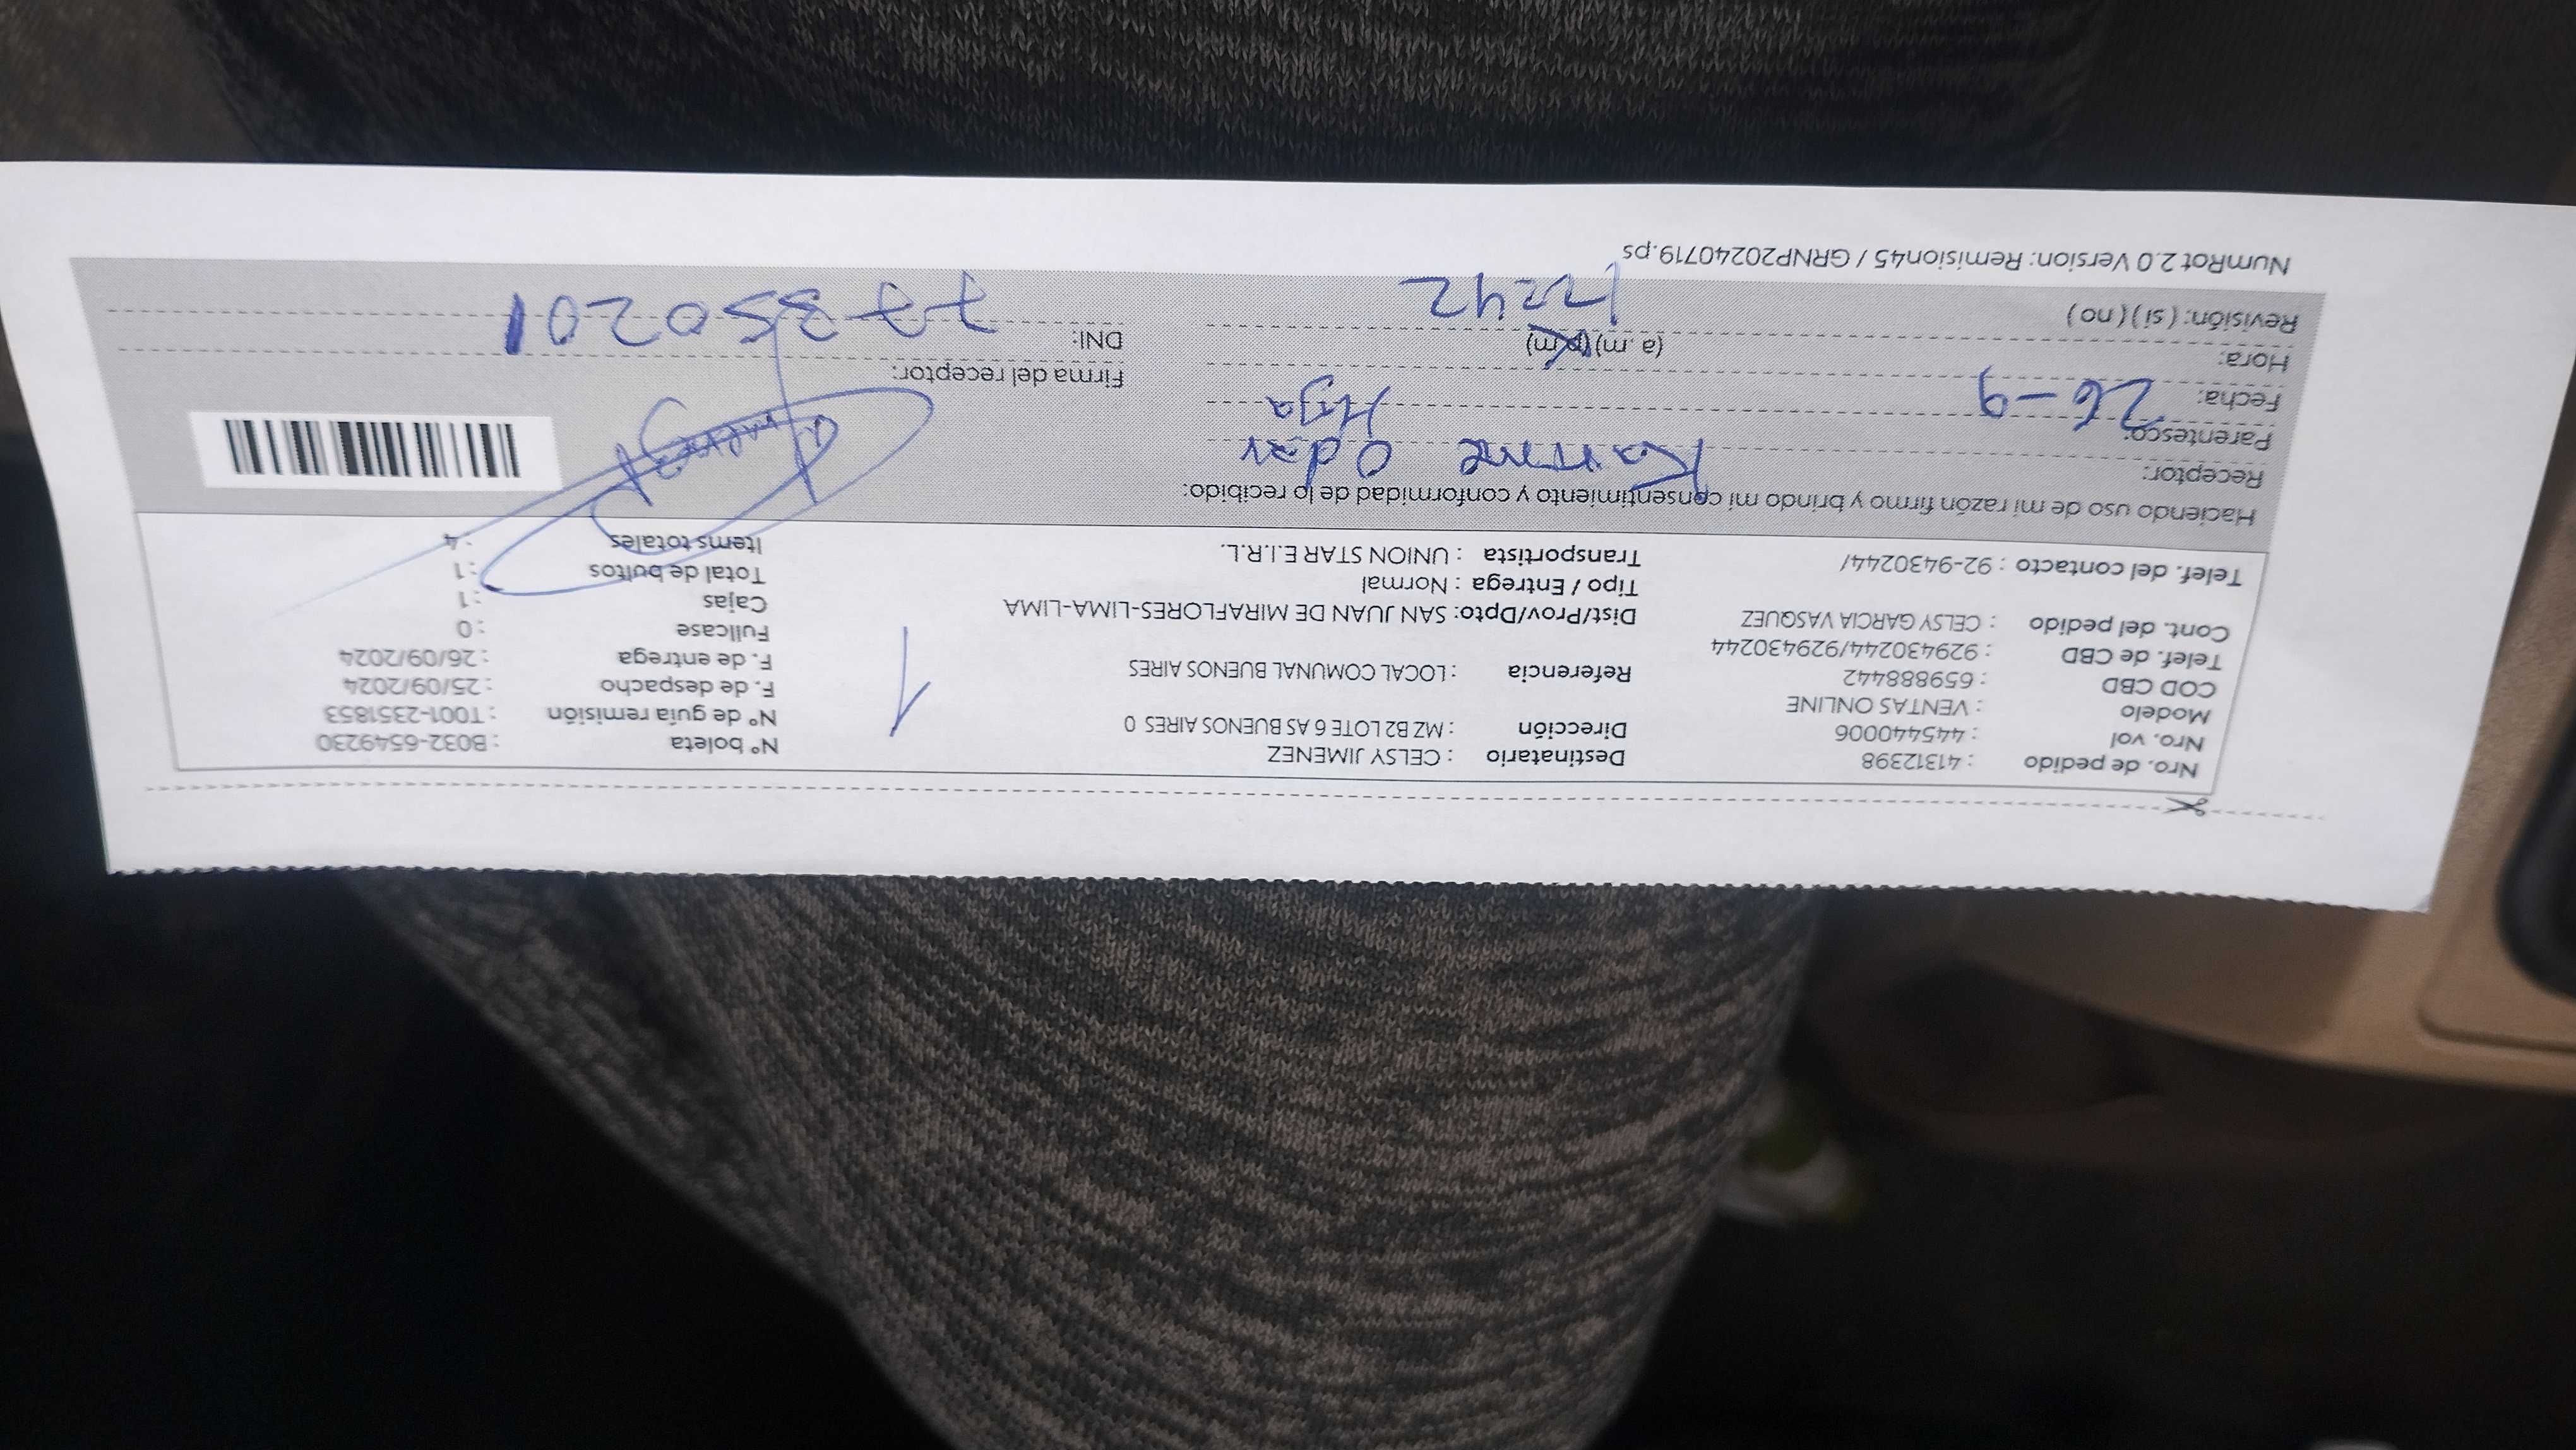 Nro. de pedido : 41312398
Nro. vol : 445440006
Modelo : VENTAS ONLINE
COD CBD : 65988442
Telef. de CBD : 929430244/929430244
Cont. del pedido : CELSY GARCIA VASQUEZ
Telef. del contacto : 92-9430244/
Destinatario : CELSY JIMENEZ
Dirección : MZ B2 LOTE 6 AS BUENOS AIRES 0
Referencia : LOCAL COMUNAL BUENOS AIRES
Dist/Prov/Dpto: SAN JUAN DE MIRAFLORES-LIMA-LIMA
Tipo / Entrega : Normal
Transportista : UNION STAR E.I.R.L.
1
N° boleta : B032-6549230
N° de guía remisión : T001-2351853
F. de despacho : 25/09/2024
F. de entrega : 26/09/2024
Fullcase : 0
Cajas : 1
Total de bultos : 1
Items totales : 4
Haciendo uso de mi razón firmo y brindo mi consentimiento y conformidad de lo recibido:
Receptor: Odar
Parentesco: Hija
Fecha: 26-9
Hora: (a.m) (p.m)
Revisión: ( si ) ( no ) 12:42
Firma del receptor:
DNI: 77350201
NumRot 2.0 Version: Remision45 / GRNP20240719.ps